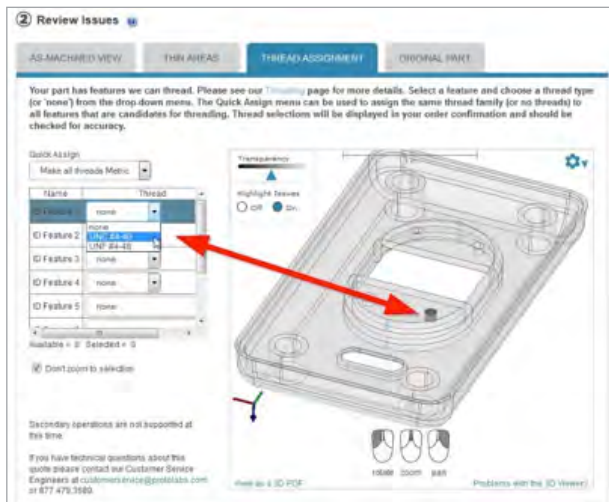 2 Review Issues
AS-MACHINED VIEW
THIN AREAS
THREAD ASSIGNMENT
ORIGINAL PART
Your part has features we can thread. Please see our Threading page for more details. Select a feature and choose a thread type
(or 'none') from the drop-down menu. The Quick Assign menu can be used to assign the same thread family (or no threads) to
all features that are candidates for threading. Thread selections will be displayed in your order confirmation and should be
checked for accuracy.
Quick Assign
Make all threads Metric
Name Thread
ID Feature 1 none
none
ID Feature 2 UNC #4-40
UNF #4-48
ID Feature 3 none
ID Feature 4 none
ID Feature 5 none
Available = 8 Selected = 0
Don't zoom to selection
Secondary operations are not supported at
this time.
If you have technical questions about this
quote please contact our Customer Service
Engineers at customerservice@protolabs.com
or 877.479.3680.
Transparency
Highlight Issues
Off On
rotate zoom pan
View as a 3D PDF
Problems with the 3D Viewer?